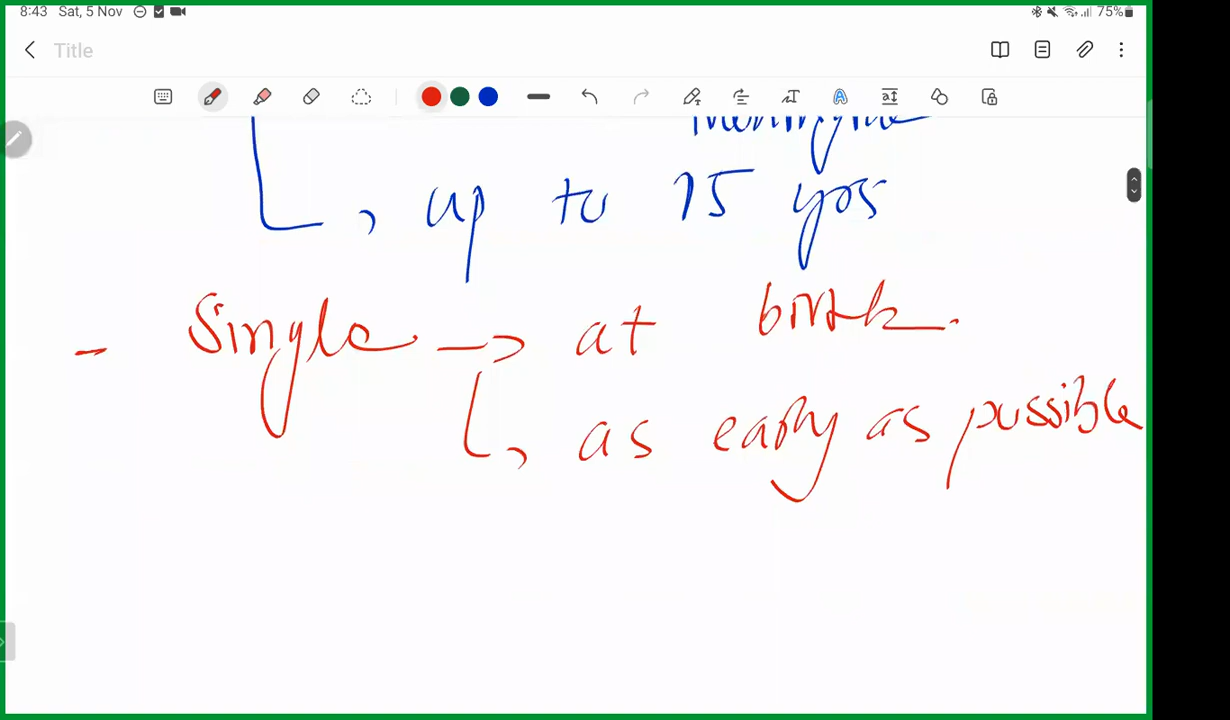 8:43 Sat, 5 Nov
75%
Title
up to 15 yrs
- Single → at birth.
as early as possible